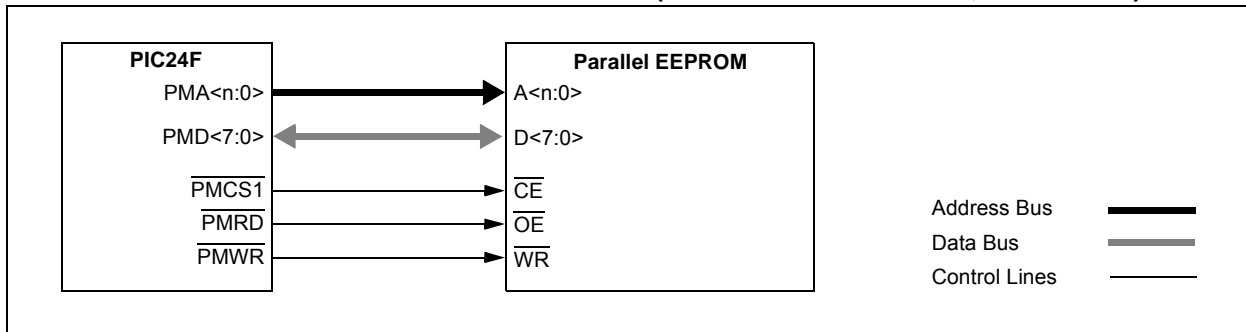 PIC24F
Parallel EEPROM
PMA<n:0>
A<n:0>
PMD<7:0>
D<7:0>
PMCS1
CE
PMRD
OE
PMWR
WR
Address Bus
Data Bus
Control Lines